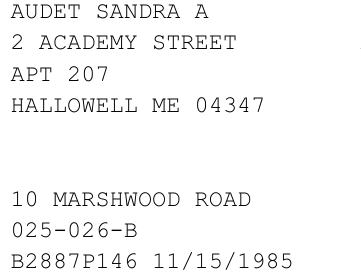 AUDET SANDRA A
2 ACADEMY STREET
APT 207
HALLOWELL ME 04347
10 MARSHWOOD ROAD
025-026-B
B2887P146 11/15/1985